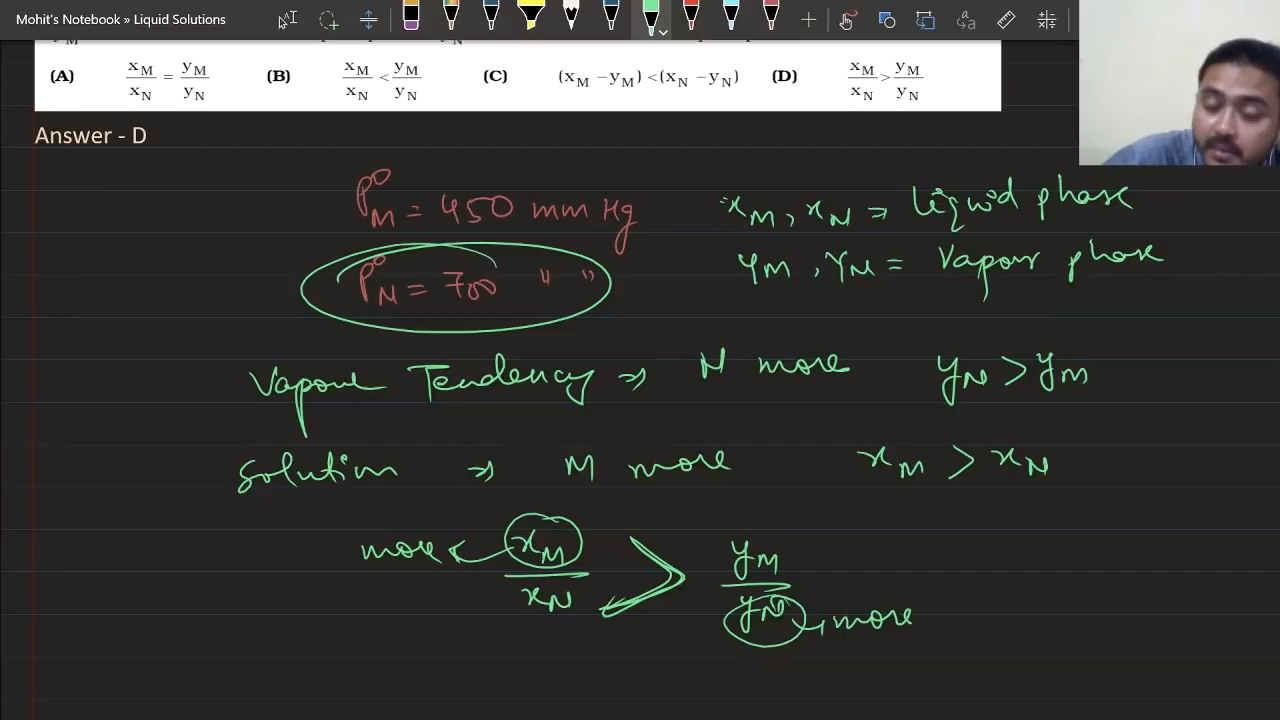 Mohit's Notebook » Liquid Solutions
(A) x_M/x_N = y_M/y_N (B) x_M/x_N < y_M/y_N (C) (x_M − y_M) < (x_N − y_N) (D) x_M/x_N > y_M/y_N
Answer - D
P°_M = 450 mm Hg
x_M, x_N ⇒ Liquid phase
P°_N = 700 " "
y_M, y_N = Vapour phase
Vapour Tendency ⇒ N more y_N > y_M
Solution ⇒ M more x_M > x_N
more x_M/x_N > y_M/y_N more